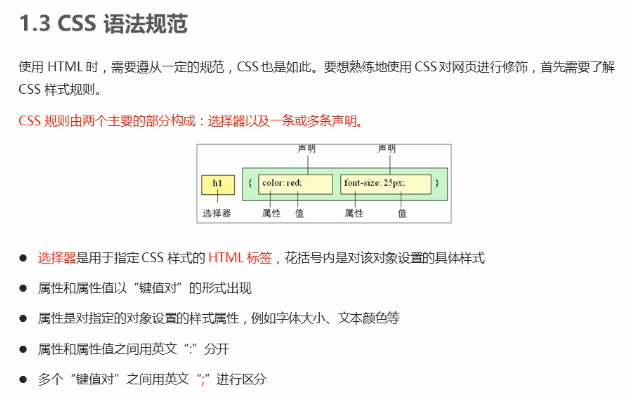 1.3 CSS 语法规范
使用 HTML 时，需要遵从一定的规范，CSS 也是如此。要想熟练地使用 CSS 对网页进行修饰，首先需要了解
CSS 样式规则。
CSS 规则由两个主要的部分构成：选择器以及一条或多条声明。
声明 声明
h1 { color: red; font-size: 25px; }
选择器 属性 值 属性 值
● 选择器是用于指定 CSS 样式的 HTML 标签，花括号内是对该对象设置的具体样式
● 属性和属性值以“键值对”的形式出现
● 属性是对指定的对象设置的样式属性，例如字体大小、文本颜色等
● 属性和属性值之间用英文“:”分开
● 多个“键值对”之间用英文“;”进行区分